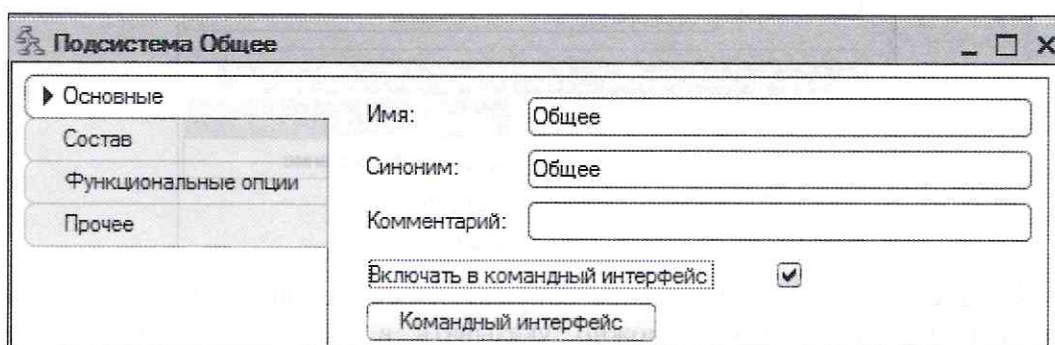 Подсистема Общее
Основные
Состав
Функциональные опции
Прочее
Имя: Общее
Синоним: Общее
Комментарий:
Включать в командный интерфейс
Командный интерфейс